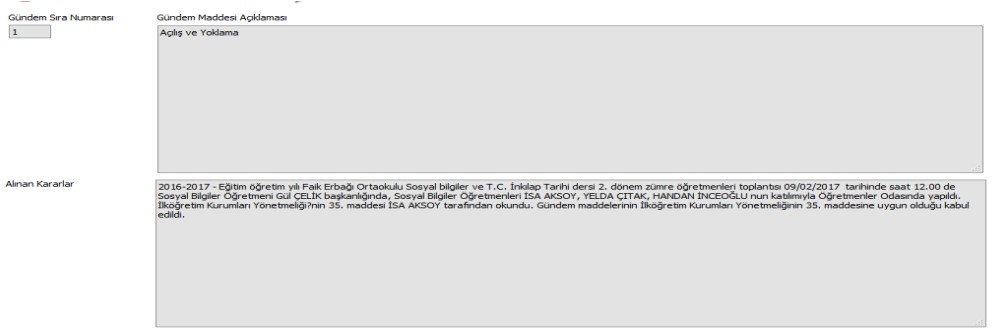 Gündem Sıra Numarası
Gündem Maddesi Açıklaması
1
Açılış ve Yoklama
Alınan Kararlar
2016-2017 - Eğitim öğretim yılı Faik Erbağı Ortaokulu Sosyal bilgiler ve T.C. İnkılap Tarihi dersi 2. dönem zümre öğretmenleri toplantısı 09/02/2017 tarihinde saat 12.00 de
Sosyal Bilgiler Öğretmeni Gül ÇELİK başkanlığında, Sosyal Bilgiler Öğretmenleri İSA AKSOY, YELDA ÇITAK, HANDAN İNCEOĞLU nun katılımıyla Öğretmenler Odasında yapıldı.
İlköğretim Kurumları Yönetmeliği?nin 35. maddesi İSA AKSOY tarafından okundu. Gündem maddelerinin İlköğretim Kurumları Yönetmeliğinin 35. maddesine uygun olduğu kabul
edildi.